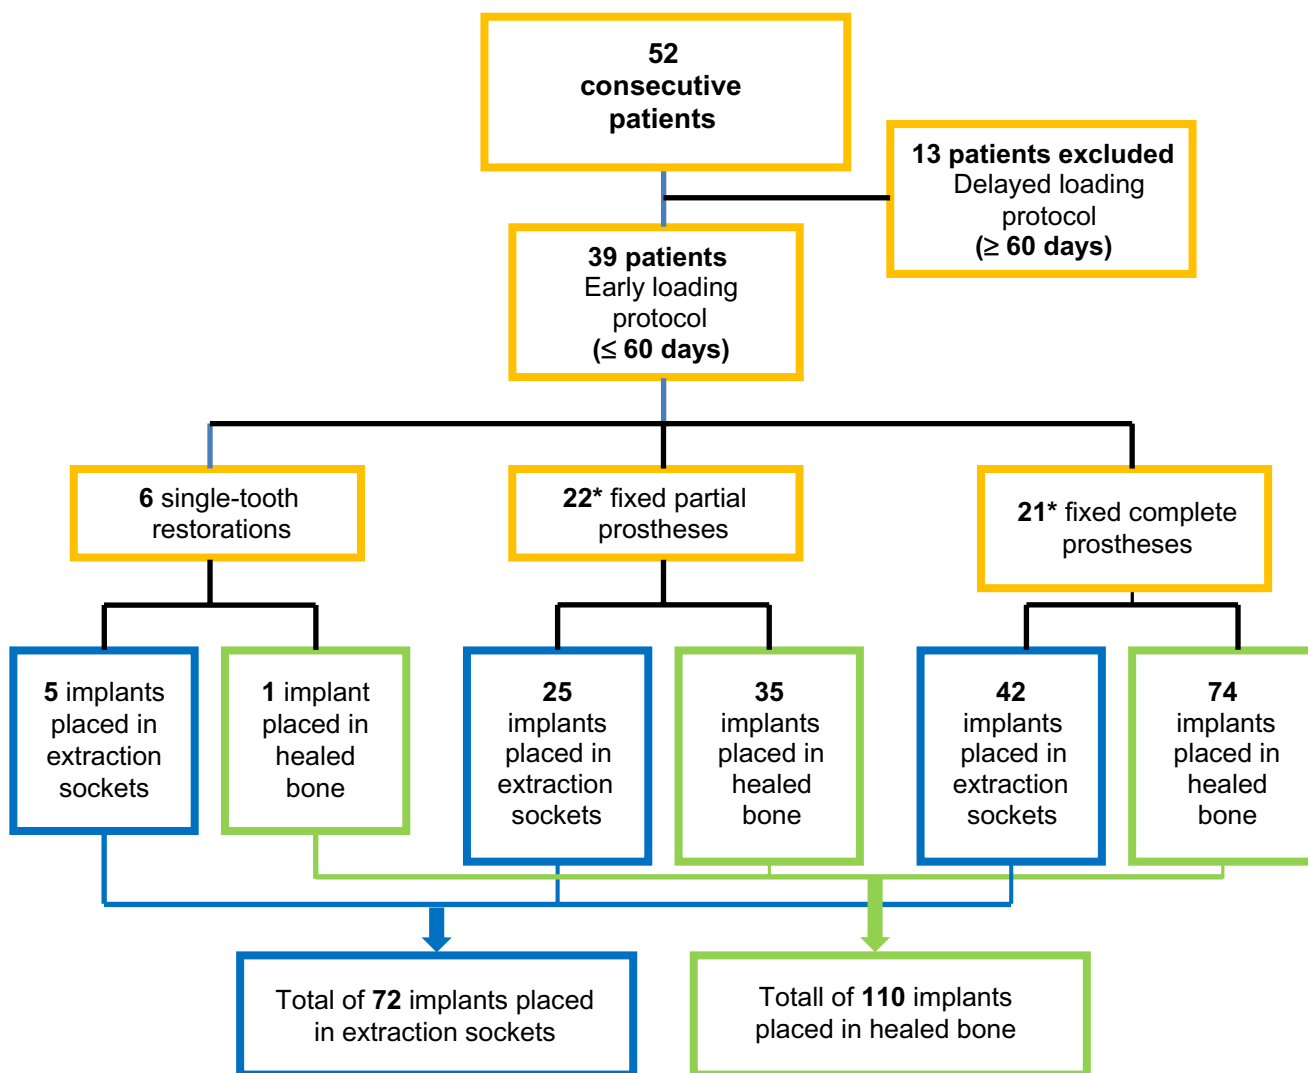 52
consecutive
patients
13 patients excluded
Delayed loading
protocol
(≥ 60 days)
39 patients
Early loading
protocol
(≤ 60 days)
6 single-tooth
restorations
22* fixed partial
prostheses
21* fixed complete
prostheses
5 implants
placed in
extraction
sockets
1 implant
placed in
healed
bone
25
implants
placed in
extraction
sockets
35
implants
placed in
healed
bone
42
implants
placed in
extraction
sockets
74
implants
placed in
healed
bone
Total of 72 implants placed
in extraction sockets
Totall of 110 implants
placed in healed bone